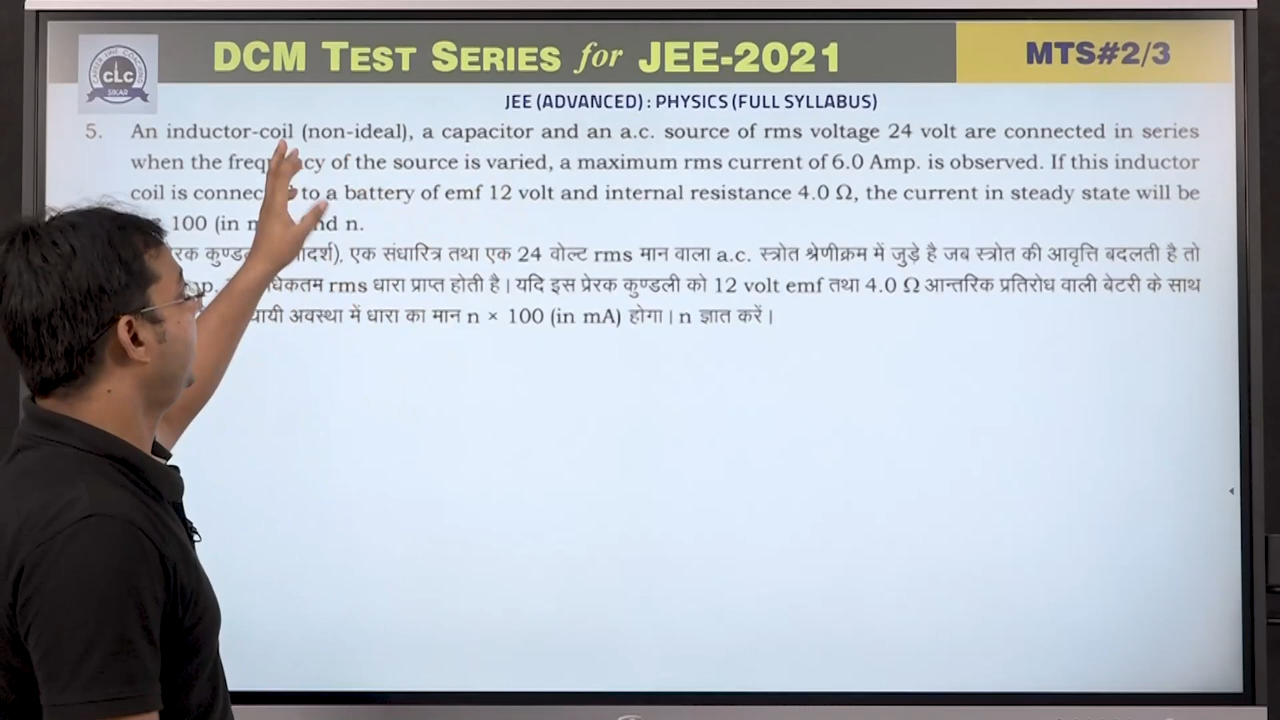 DCM TEST SERIES for JEE-2021
MTS#2/3
CLC
SIKAR
JEE (ADVANCED) : PHYSICS (FULL SYLLABUS)
5. An inductor-coil (non-ideal), a capacitor and an a.c. source of rms voltage 24 volt are connected in series
when the of the source is varied, a maximum rms current of 6.0 Amp. is observed. If this inductor
coil is to a battery of emf 12 volt and internal resistance 4.0 Ω, the current in steady state will be
100 (in n.
एक संधारित्र तथा एक 24 वोल्ट rms मान वाला a.c. स्त्रोत श्रेणीक्रम में जुड़े है जब स्त्रोत की आवृत्ति बदलती है तो
rms धारा प्राप्त होती है। यदि इस प्रेरक कुण्डली को 12 volt emf तथा 4.0 Ω आन्तरिक प्रतिरोध वाली बेटरी के साथ
अवस्था में धारा का मान n × 100 (in mA) होगा। n ज्ञात करें।